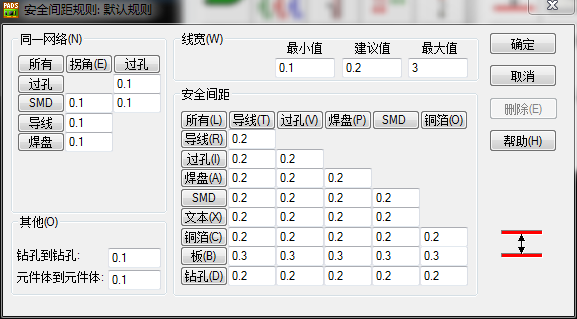 PADS 安全间距规则: 默认规则
同一网络(N)
所有 拐角(E) 过孔
过孔 0.1
SMD 0.1 0.1
导线 0.1
焊盘 0.1
其他(O)
钻孔到钻孔: 0.1
元件体到元件体: 0.1
线宽(W)
最小值 建议值 最大值
0.1 0.2 3
安全间距
所有(L) 导线(T) 过孔(V) 焊盘(P) SMD 铜箔(O)
导线(R) 0.2
过孔(I) 0.2 0.2
焊盘(A) 0.2 0.2 0.2
SMD 0.2 0.2 0.2 0.2
文本(X) 0.2 0.2 0.2 0.2
铜箔(C) 0.2 0.2 0.2 0.2 0.2
板(B) 0.3 0.3 0.3 0.3 0.3
钻孔(D) 0.2 0.2 0.2 0.2 0.2
确定
取消
删除(E)
帮助(H)